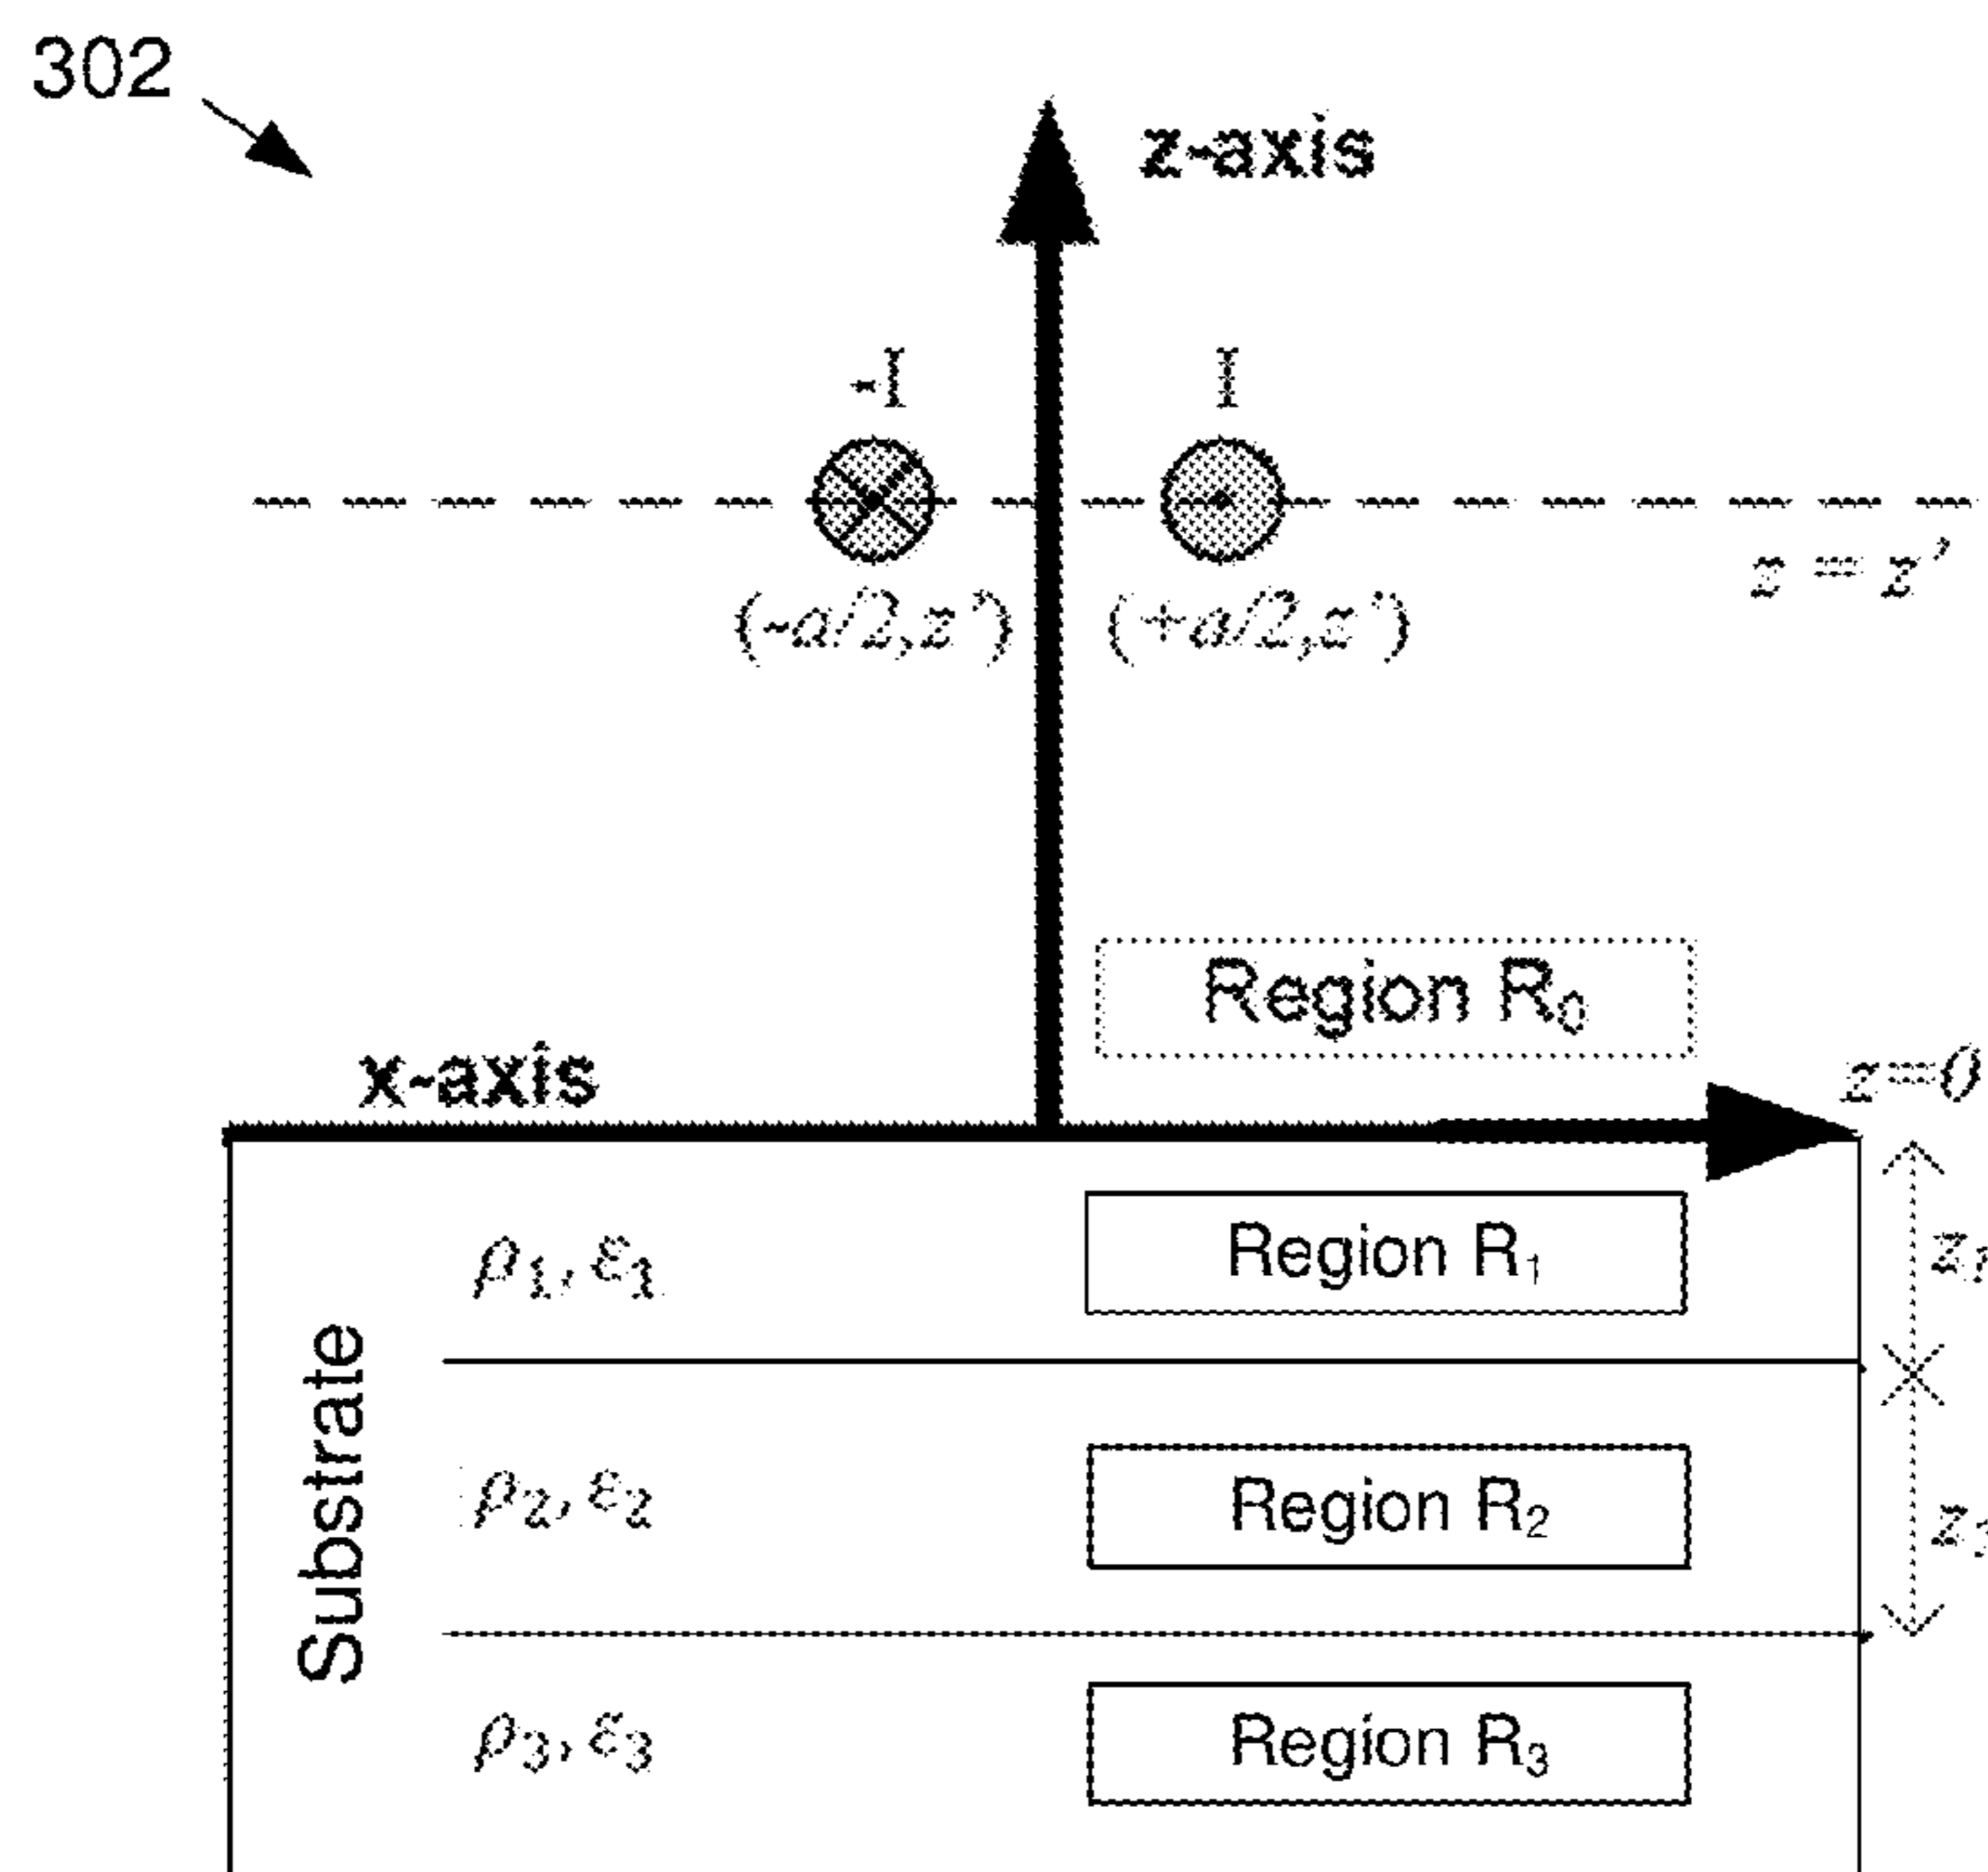 302
z-axis
-I
I
z = z'
(-a/2,z')
(+a/2,z')
Region R₀
x-axis
z=0
ρ₁, ε₁
Region R₁
z₁
Substrate
ρ₂, ε₂
Region R₂
ρ₃, ε₃
Region R₃